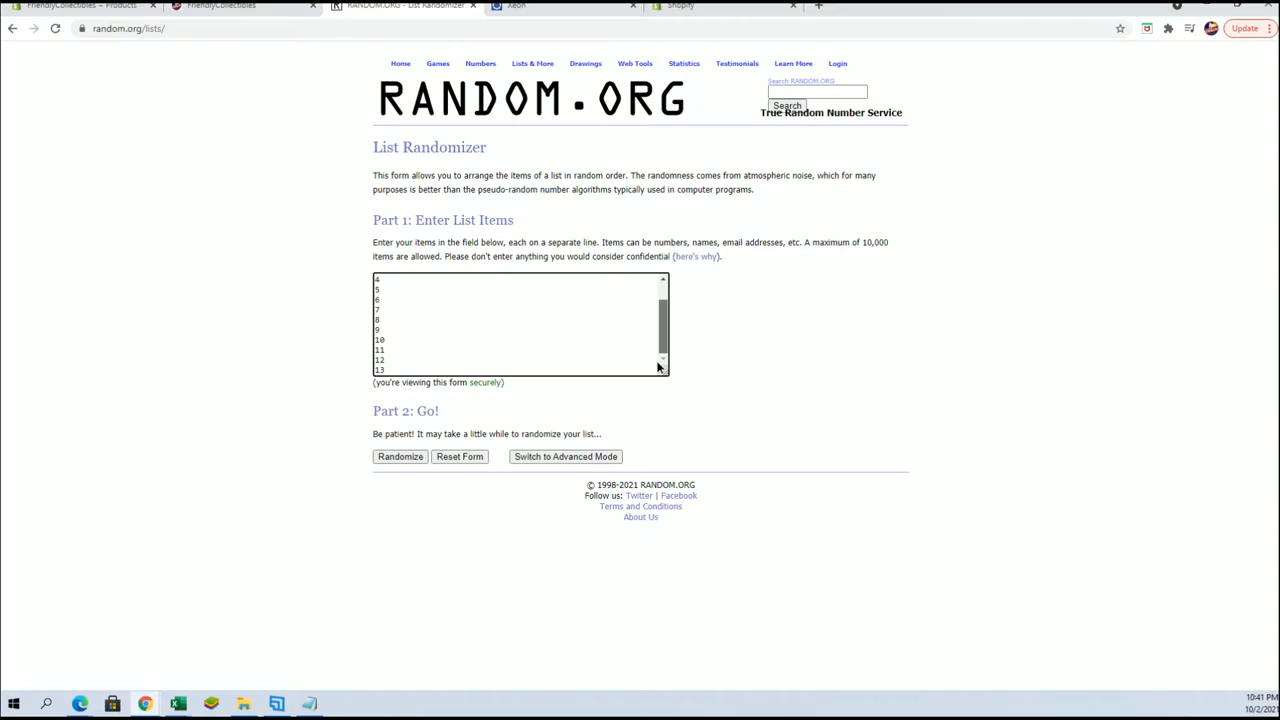 FriendlyCollectibles ~ Products
FriendlyCollectibles
RANDOM.ORG - List Randomizer
Xeon
Shopify
random.org/lists/
Update
Home
Games
Numbers
Lists & More
Drawings
Web Tools
Statistics
Testimonials
Learn More
Login
RANDOM.ORG
Search RANDOM.ORG
Search
True Random Number Service
List Randomizer
This form allows you to arrange the items of a list in random order. The randomness comes from atmospheric noise, which for many
purposes is better than the pseudo-random number algorithms typically used in computer programs.
Part 1: Enter List Items
Enter your items in the field below, each on a separate line. Items can be numbers, names, email addresses, etc. A maximum of 10,000
items are allowed. Please don't enter anything you would consider confidential (here's why).
4
5
6
7
8
9
10
11
12
13
(you're viewing this form securely)
Part 2: Go!
Be patient! It may take a little while to randomize your list...
Randomize
Reset Form
Switch to Advanced Mode
© 1998-2021 RANDOM.ORG
Follow us: Twitter | Facebook
Terms and Conditions
About Us
10:41 PM
10/2/2021